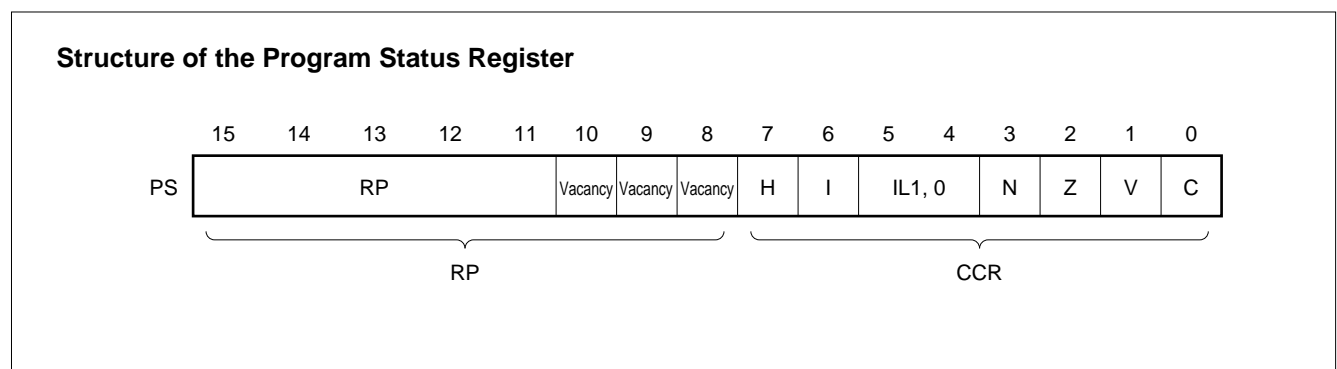 Structure of the Program Status Register
15 14 13 12 11 10 9 8 7 6 5 4 3 2 1 0
PS RP Vacancy Vacancy Vacancy H I IL1, 0 N Z V C
RP CCR